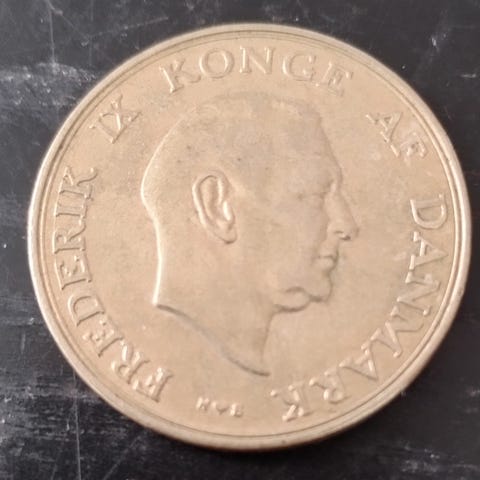 FREDERIK IX KONGE AF DANMARK
N♥S